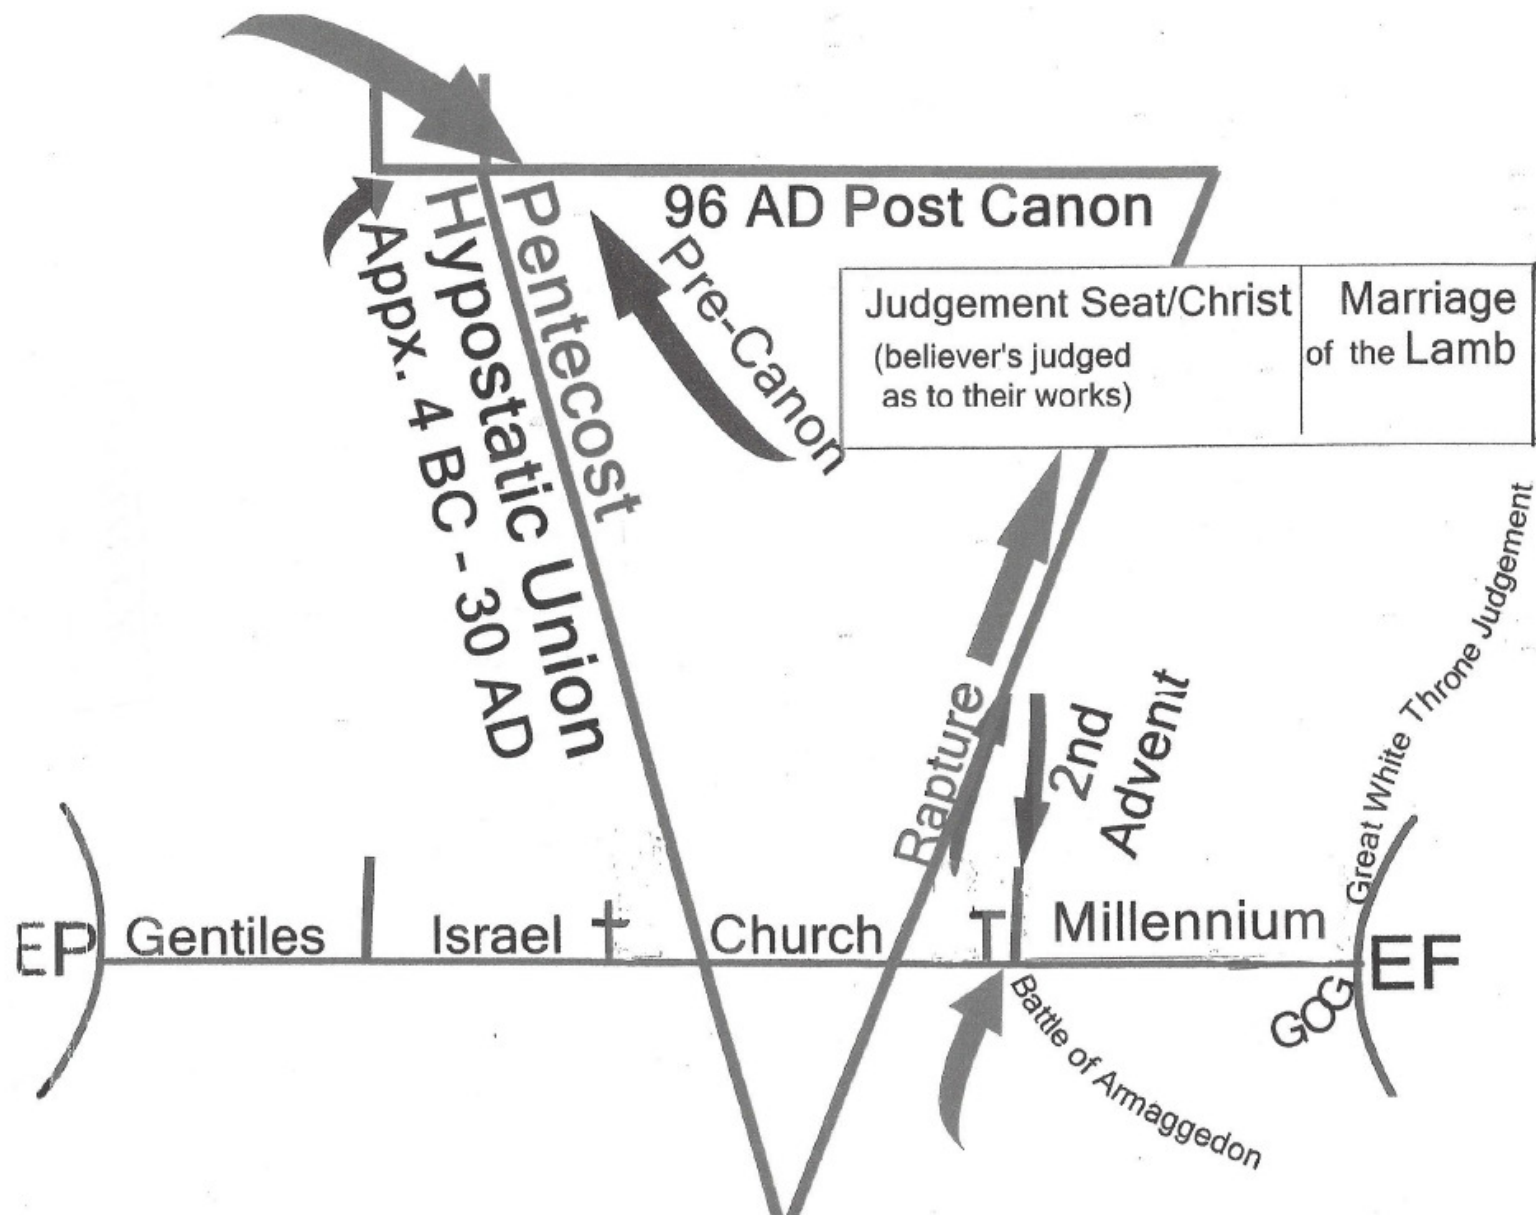 96 AD Post Canon
Pentecost
Hypostatic Union
Appx. 4 BC - 30 AD
Pre-Canon
Judgement Seat/Christ
(believer's judged
as to their works)
Marriage
of the Lamb
Rapture
2nd
Advent
Great White Throne Judgement
EP
Gentiles
Israel
Church
T
Millennium
EF
GOG
Battle of Armaggedon